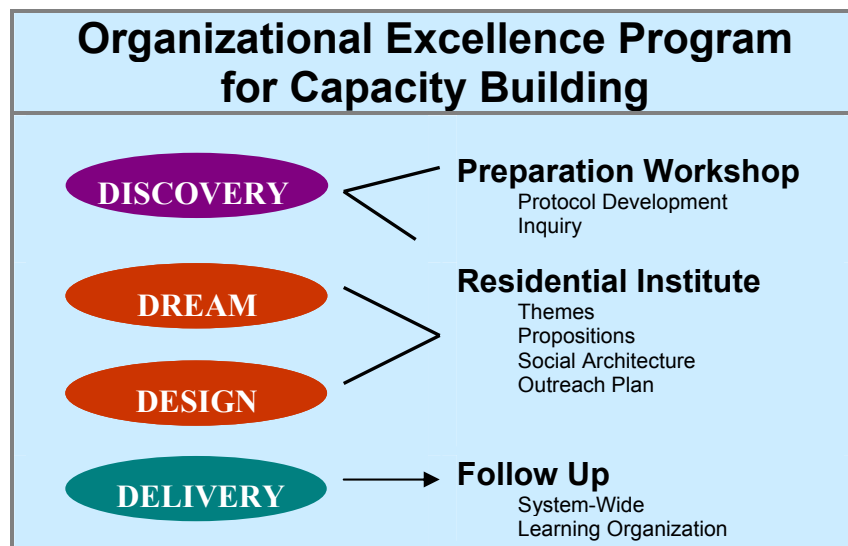 Organizational Excellence Program
for Capacity Building
DISCOVERY
Preparation Workshop
Protocol Development
Inquiry
DREAM
Residential Institute
Themes
Propositions
Social Architecture
Outreach Plan
DESIGN
DELIVERY
Follow Up
System-Wide
Learning Organization